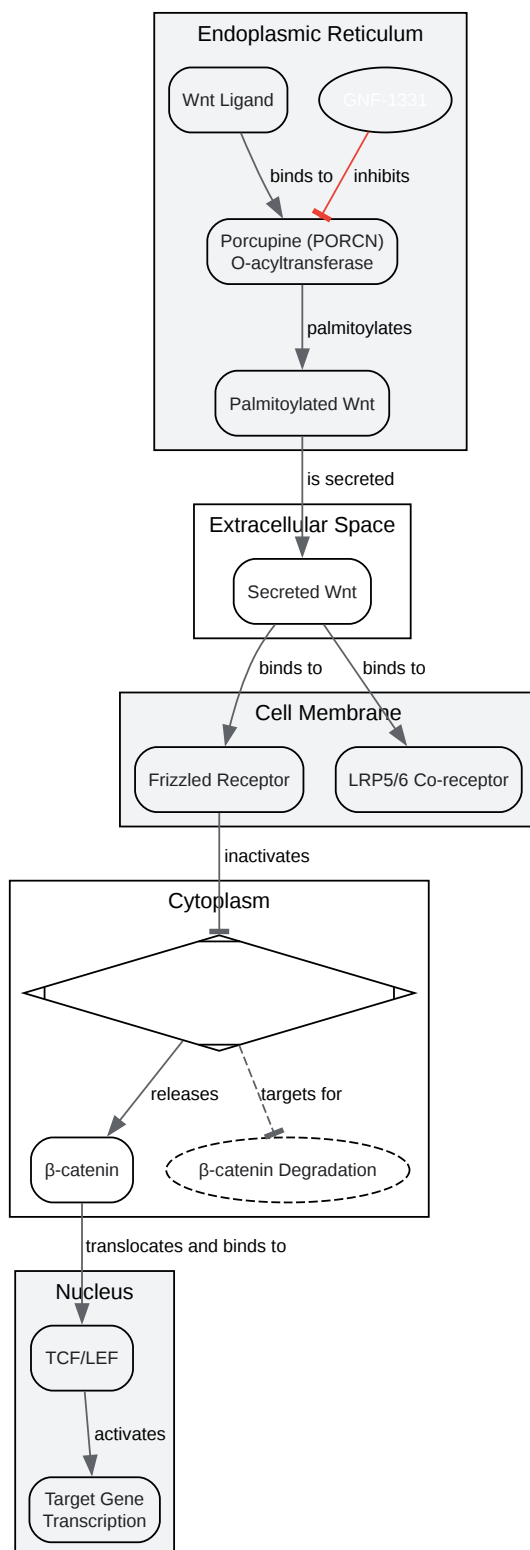 Endoplasmic Reticulum
Wnt Ligand
GNF-1331
binds to
inhibits
Porcupine (PORCN)
O-acyltransferase
palmitoylates
Palmitoylated Wnt
is secreted
Extracellular Space
Secreted Wnt
binds to
binds to
Cell Membrane
Frizzled Receptor
LRP5/6 Co-receptor
inactivates
Cytoplasm
releases
targets for
β-catenin
β-catenin Degradation
translocates and binds to
Nucleus
TCF/LEF
activates
Target Gene
Transcription